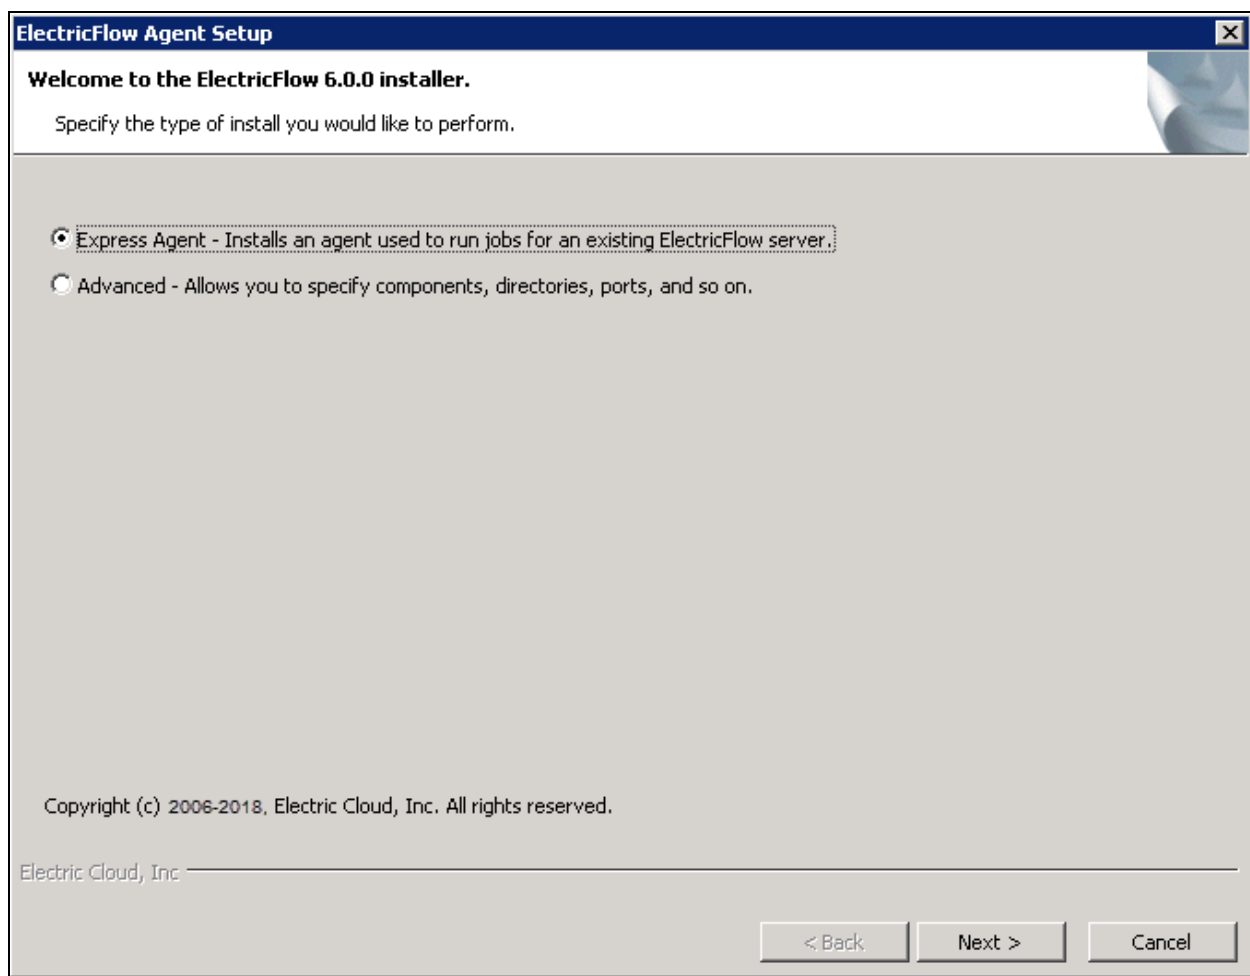 ElectricFlow Agent Setup
Welcome to the ElectricFlow 6.0.0 installer.
Specify the type of install you would like to perform.
Express Agent - Installs an agent used to run jobs for an existing ElectricFlow server.
Advanced - Allows you to specify components, directories, ports, and so on.
Copyright (c) 2006-2018, Electric Cloud, Inc. All rights reserved.
Electric Cloud, Inc
< Back Next > Cancel